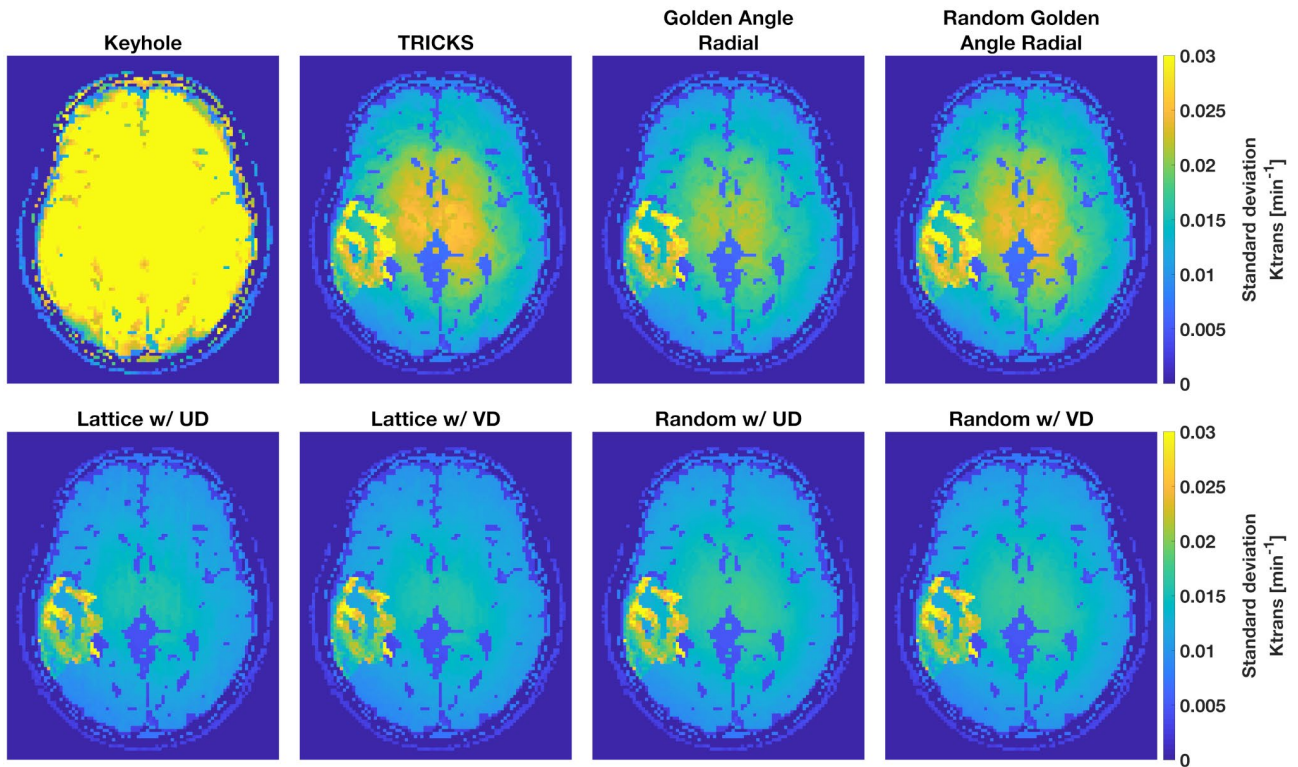 Keyhole
TRICKS
Golden Angle
Radial
Random Golden
Angle Radial
0.03
0.025
0.02
0.015
0.01
0.005
0
Standard deviation
Ktrans [min⁻¹]
Lattice w/ UD
Lattice w/ VD
Random w/ UD
Random w/ VD
0.03
0.025
0.02
0.015
0.01
0.005
0
Standard deviation
Ktrans [min⁻¹]